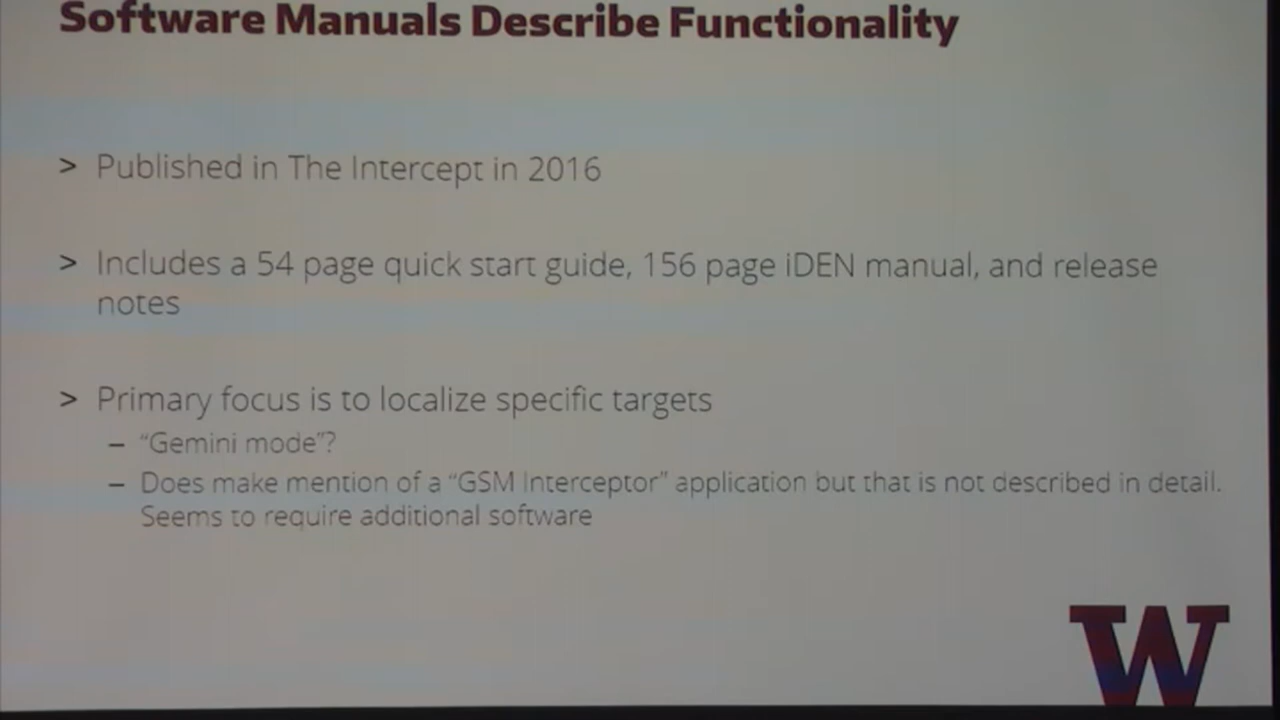 Software Manuals Describe Functionality
> Published in The Intercept in 2016
> Includes a 54 page quick start guide, 156 page iDEN manual, and release
notes
> Primary focus is to localize specific targets
– “Gemini mode”?
– Does make mention of a “GSM Interceptor” application but that is not described in detail.
Seems to require additional software
W